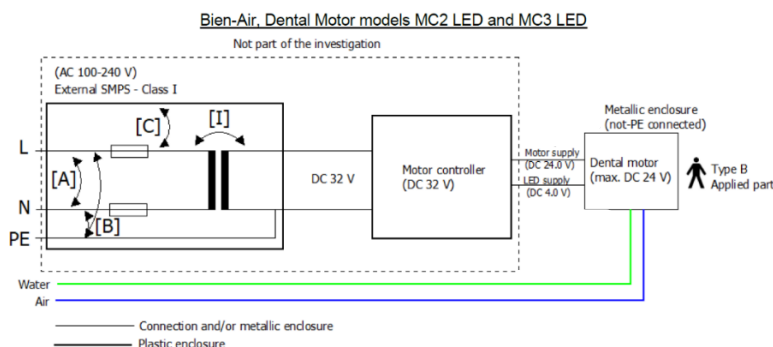 Bien-Air, Dental Motor models MC2 LED and MC3 LED
Not part of the investigation
(AC 100-240 V)
External SMPS - Class I
[C]
[I]
L
[A]
N
[B]
PE
DC 32 V
Motor controller
(DC 32 V)
Motor supply
(DC 24.0 V)
LED supply
(DC 4.0 V)
Metallic enclosure
(not-PE connected)
Dental motor
(max. DC 24 V)
Type B
Applied part
Water
Air
Connection and/or metallic enclosure
Plastic enclosure